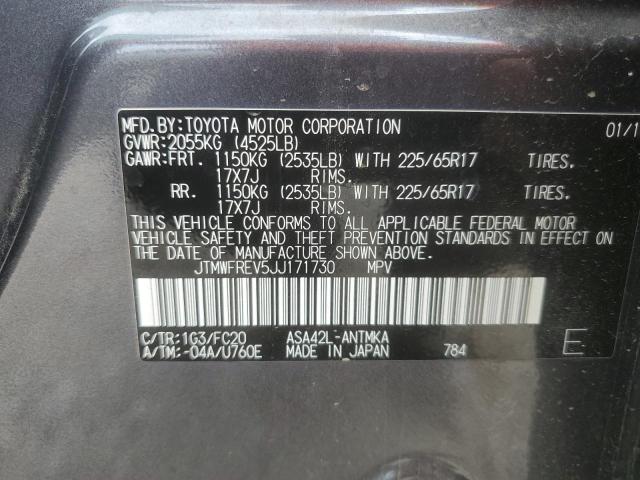 MFD.BY:TOYOTA MOTOR CORPORATION 01/1
GVWR:2055KG (4525LB)
GAWR:FRT. 1150KG (2535LB) WITH 225/65R17 TIRES.
17X7J RIMS.
RR. 1150KG (2535LB) WITH 225/65R17 TIRES.
17X7J RIMS.
THIS VEHICLE CONFORMS TO ALL APPLICABLE FEDERAL MOTOR
VEHICLE SAFETY AND THEFT PREVENTION STANDARDS IN EFFECT ON
THE DATE OF MANUFACTURE SHOWN ABOVE.
JTMWFREV5JJ171730 MPV
C/TR:1G3/FC20 ASA42L-ANTMKA
A/TM:-04A/U760E MADE IN JAPAN 784 E